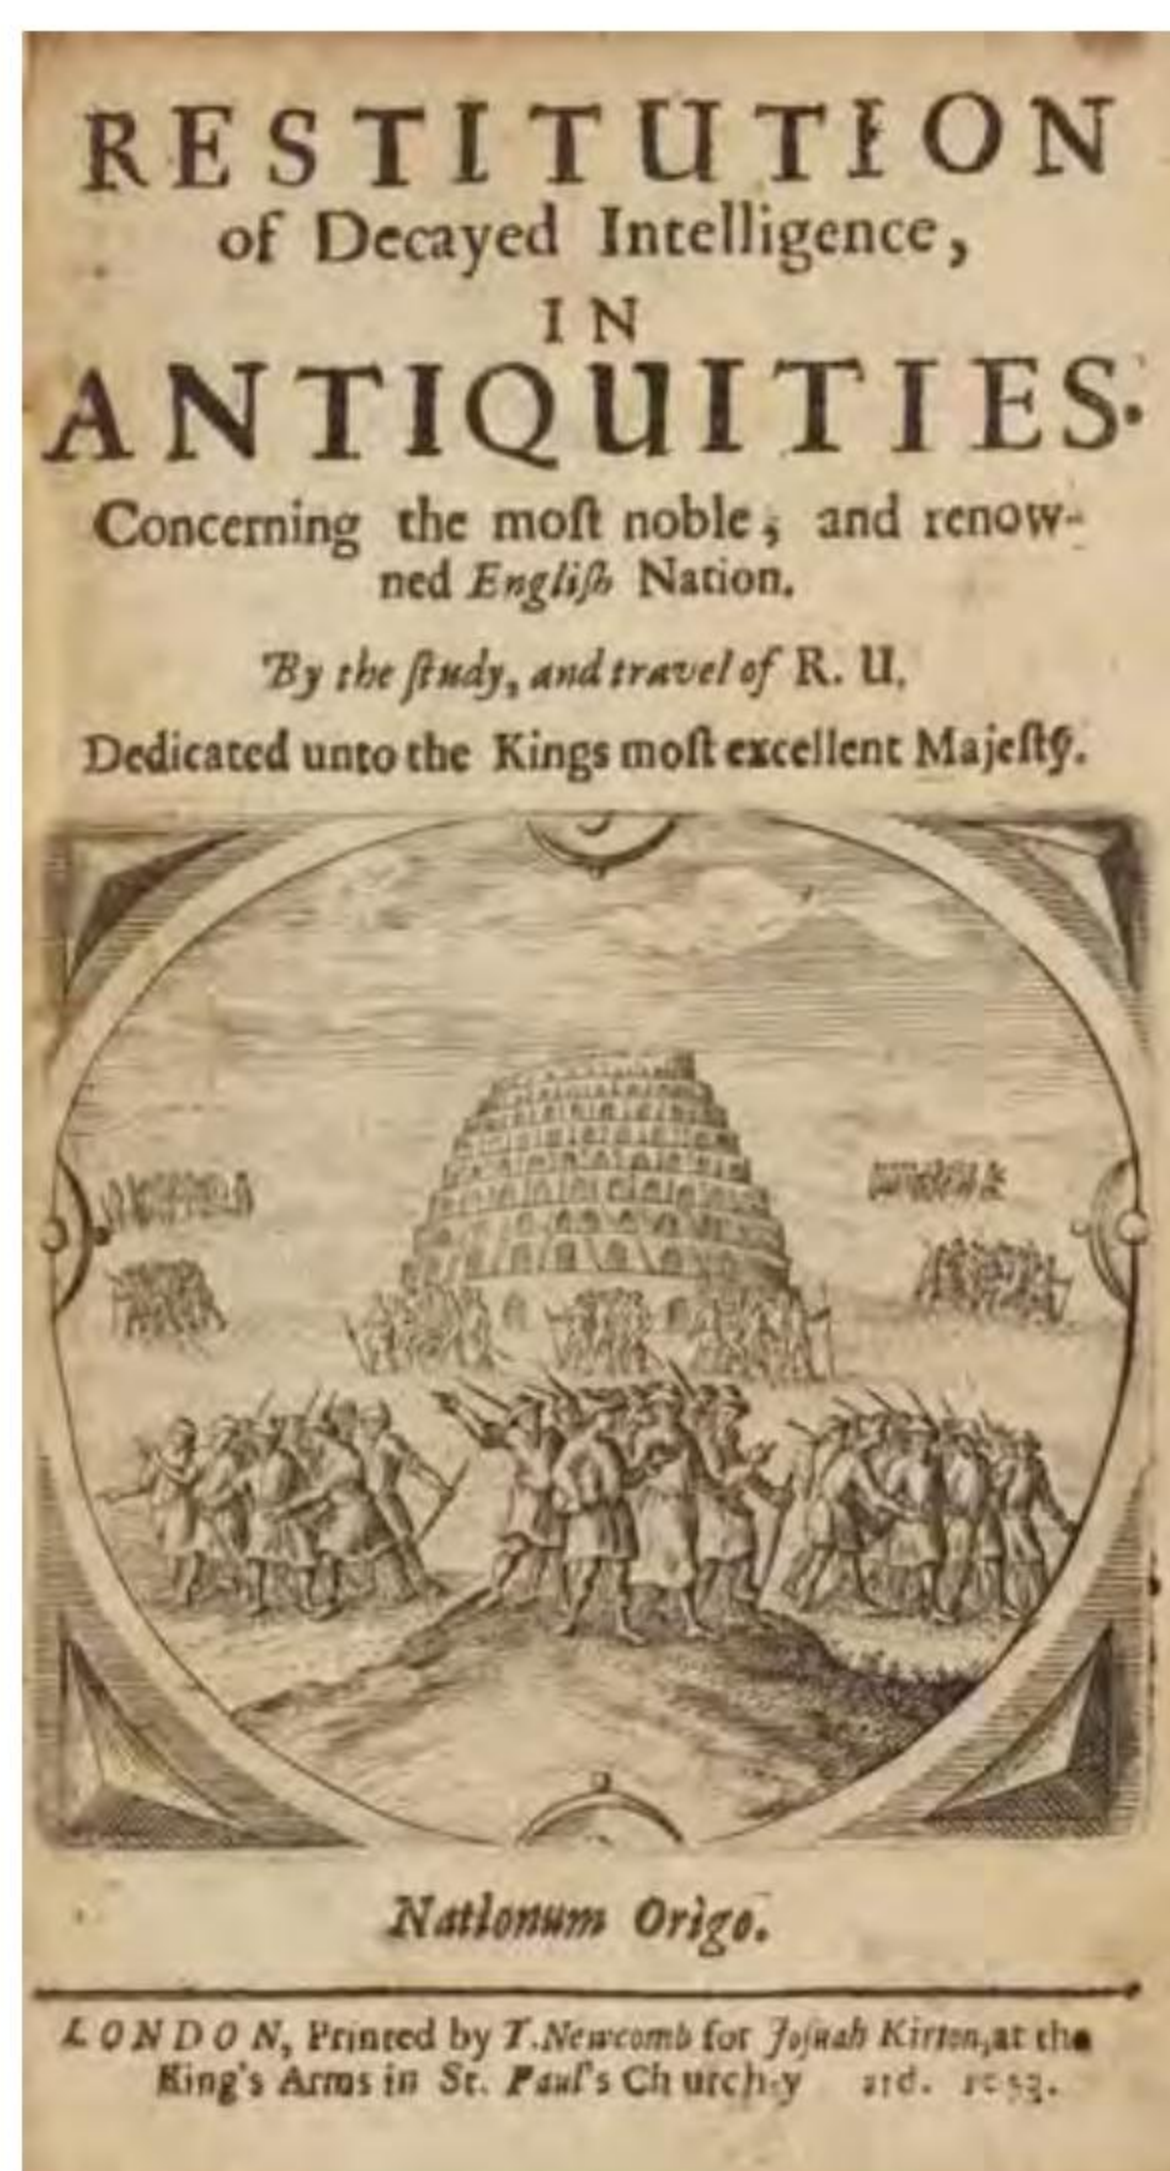 RESTITUTION
of Decayed Intelligence,
IN
ANTIQUITIES.
Concerning the moſt noble, and renow-
ned Engliſh Nation.
By the ſtudy, and travel of R. U.
Dedicated unto the Kings moſt excellent Majeſty.
Nationum Origo.
LONDON, Printed by T. Newcomb for Joſuah Kirton, at the
King's Arms in St. Paul's Church-y ard.